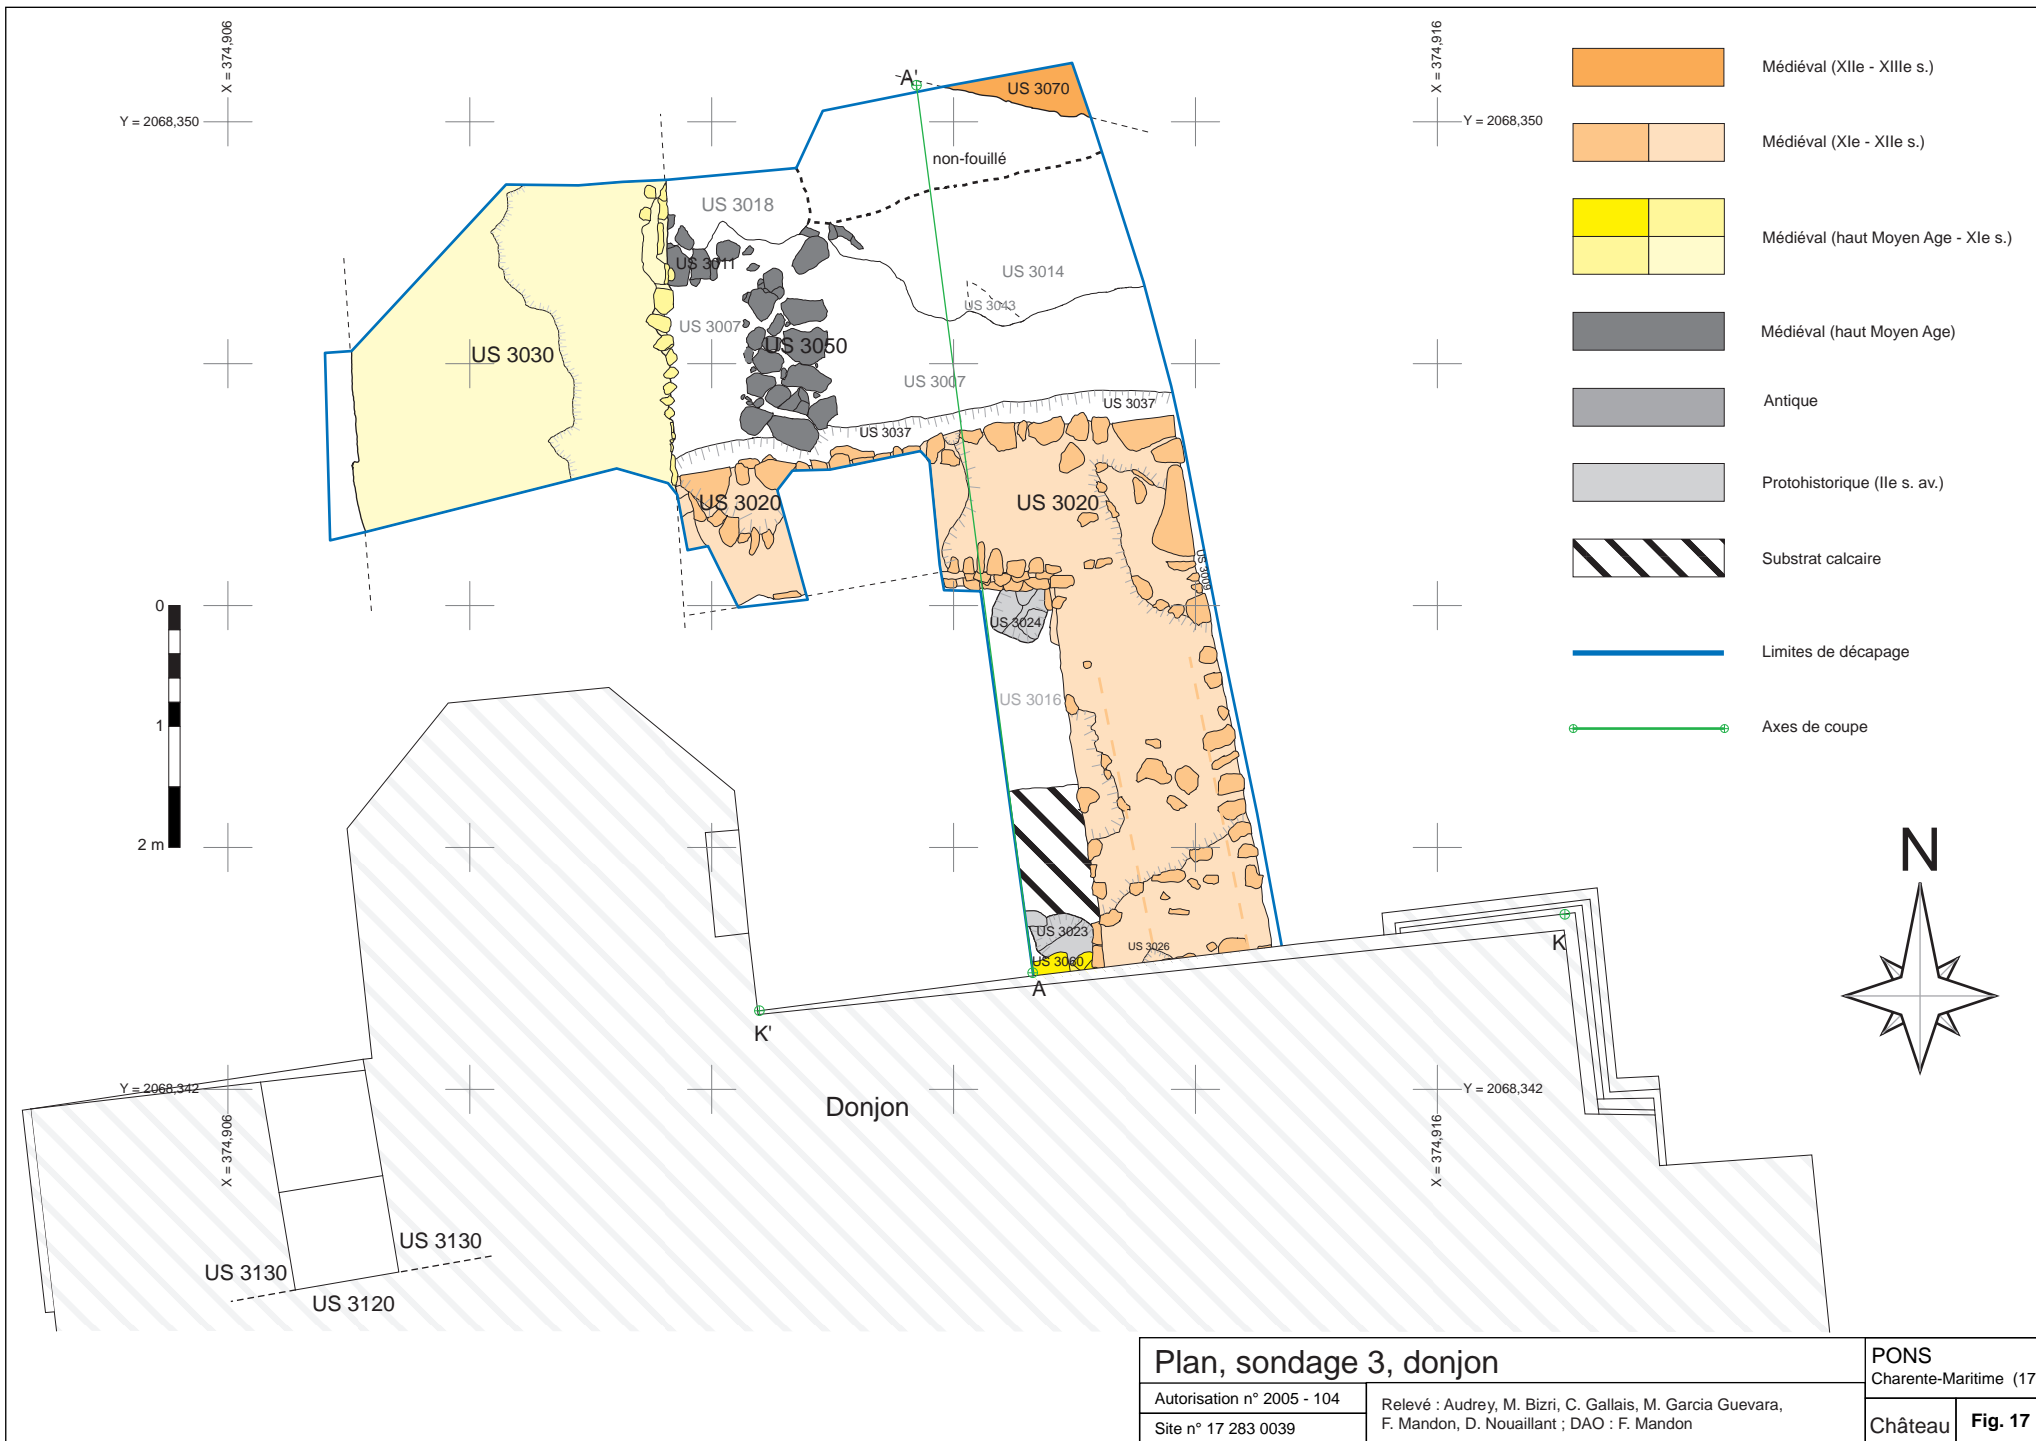 X = 374,906
X = 374,916
Y = 2068,350
Y = 2068,350
A'
US 3070
non-fouillé
US 3018
US 3011
US 3014
US 3043
US 3007
US 3050
US 3030
US 3007
US 3037
US 3037
US 3020
US 3020
US 3009
US 3024
US 3016
US 3023
US 3026
US 3060
A
K
K'
0
1
2 m
Médiéval (XIIe - XIIIe s.)
Médiéval (XIe - XIIe s.)
Médiéval (haut Moyen Age - XIe s.)
Médiéval (haut Moyen Age)
Antique
Protohistorique (IIe s. av.)
Substrat calcaire
Limites de décapage
Axes de coupe
N
Y = 2068,342
Y = 2068,342
X = 374,906
X = 374,916
Donjon
US 3130
US 3130
US 3120
Plan, sondage 3, donjon
Autorisation n° 2005 - 104
Site n° 17 283 0039
Relevé : Audrey, M. Bizri, C. Gallais, M. Garcia Guevara,
F. Mandon, D. Nouaillant ; DAO : F. Mandon
PONS
Charente-Maritime (17
Château
Fig. 17